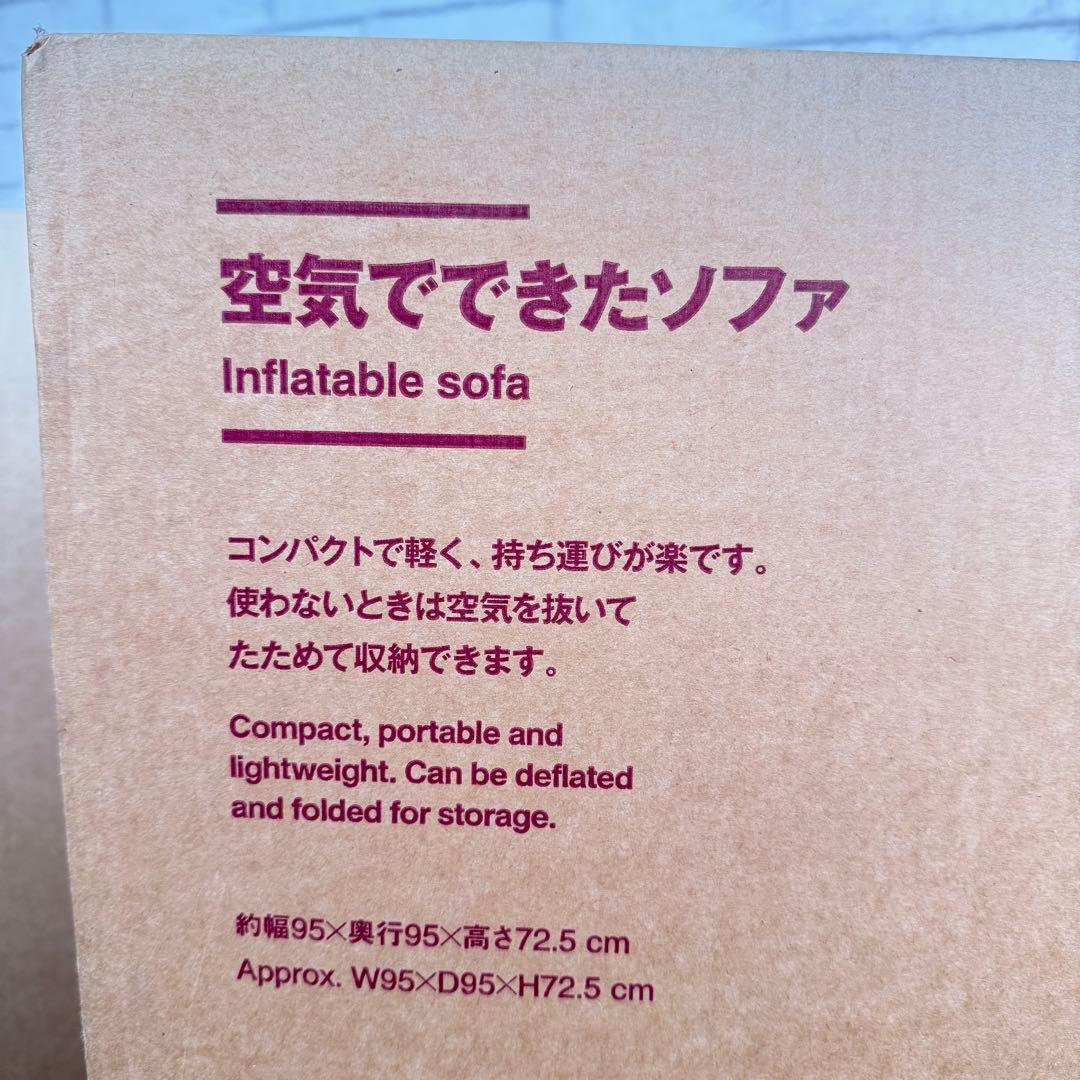 空気でできたソファ
Inflatable sofa
コンパクトで軽く、持ち運びが楽です。
使わないときは空気を抜いて
たためて収納できます。
Compact, portable and
lightweight. Can be deflated
and folded for storage.
約幅95×奥行95×高さ72.5 cm
Approx. W95×D95×H72.5 cm